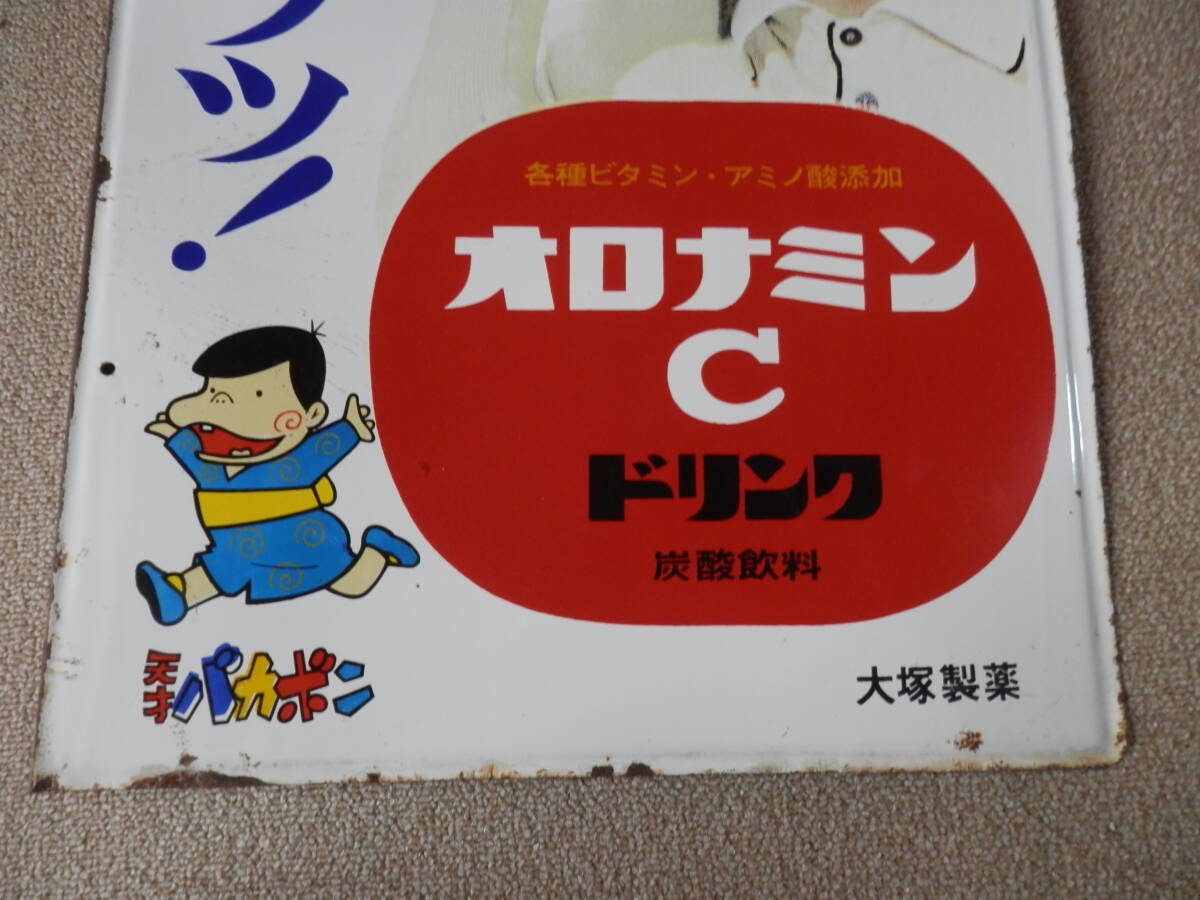 ツ!
各種ビタミン・アミノ酸添加
オロナミン
C
ドリンク
炭酸飲料
天才バカボン
大塚製薬